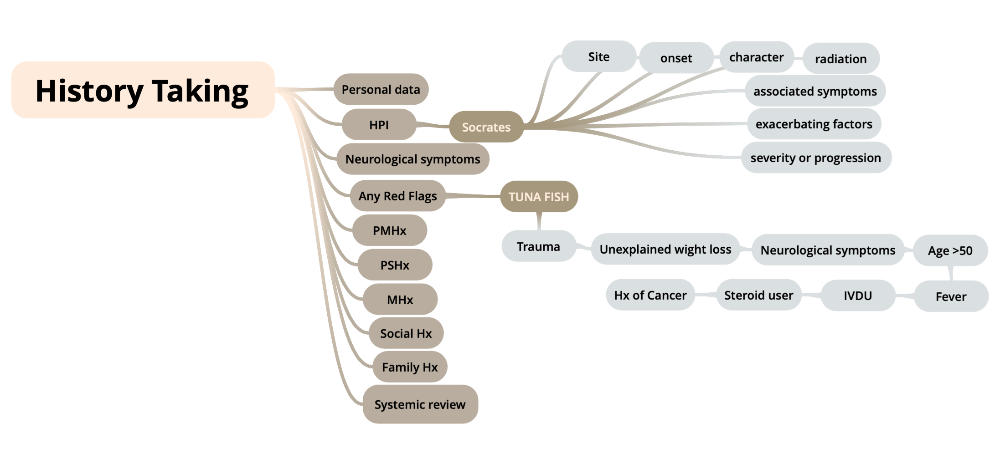 History Taking
Personal data
HPI
Socrates
Site
onset
character
radiation
associated symptoms
exacerbating factors
severity or progression
Neurological symptoms
Any Red Flags
TUNA FISH
Trauma
Unexplained wight loss
Neurological symptoms
Age >50
Fever
IVDU
Steroid user
Hx of Cancer
PMHx
PSHx
MHx
Social Hx
Family Hx
Systemic review